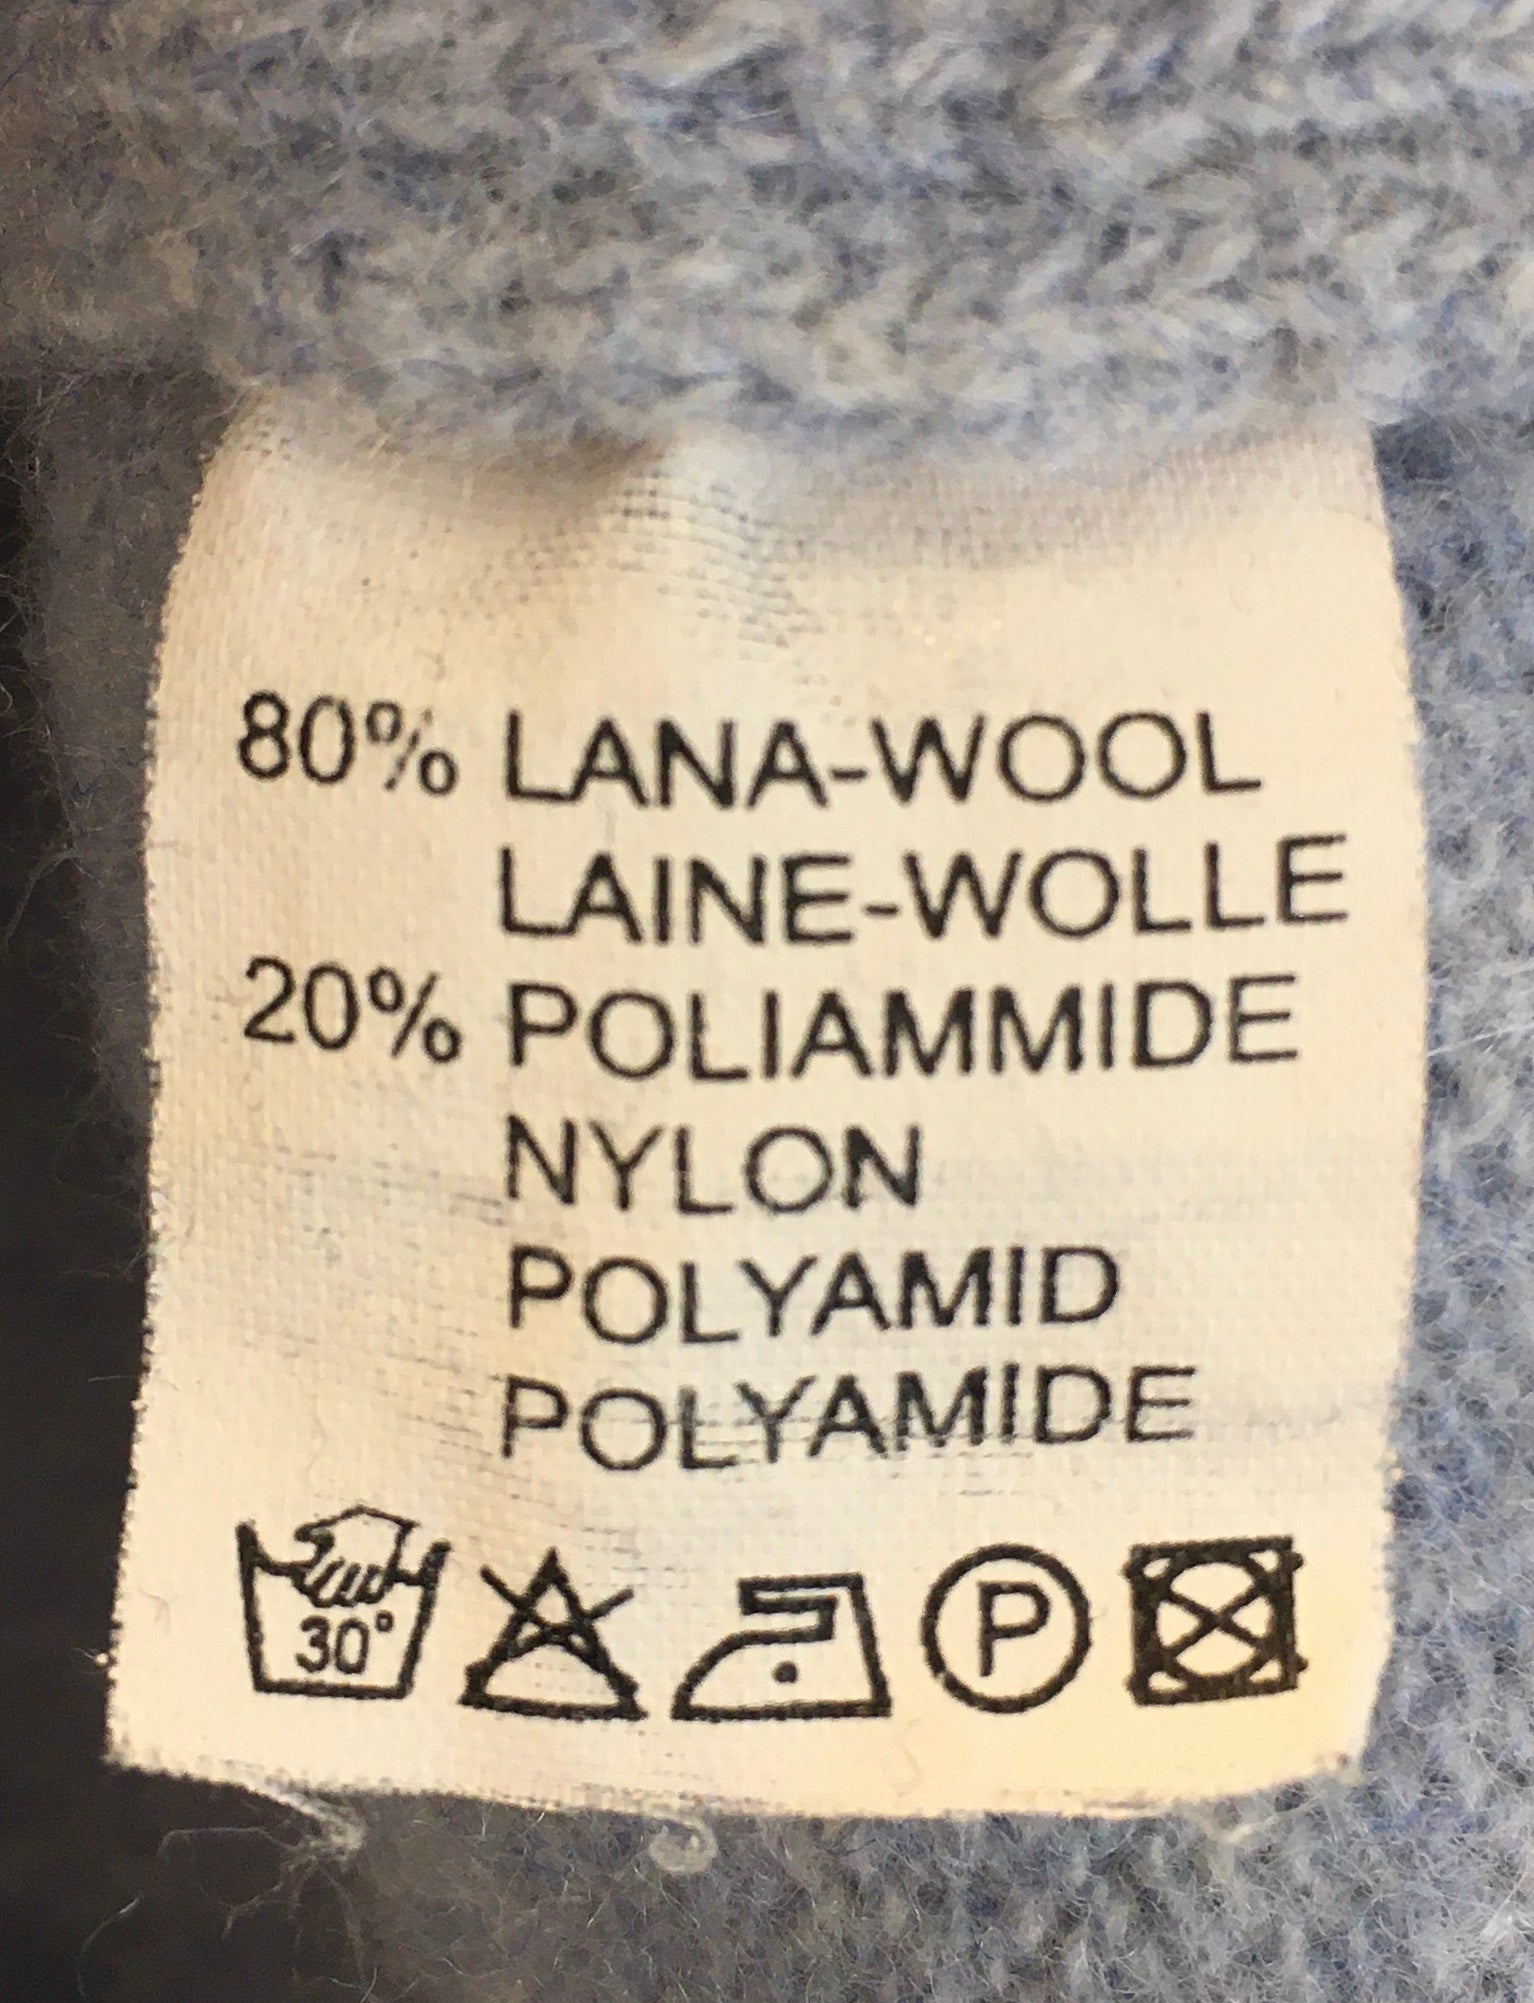 80% LANA-WOOL
LAINE-WOLLE
20% POLIAMMIDE
NYLON
POLYAMID
POLYAMIDE
30°
P